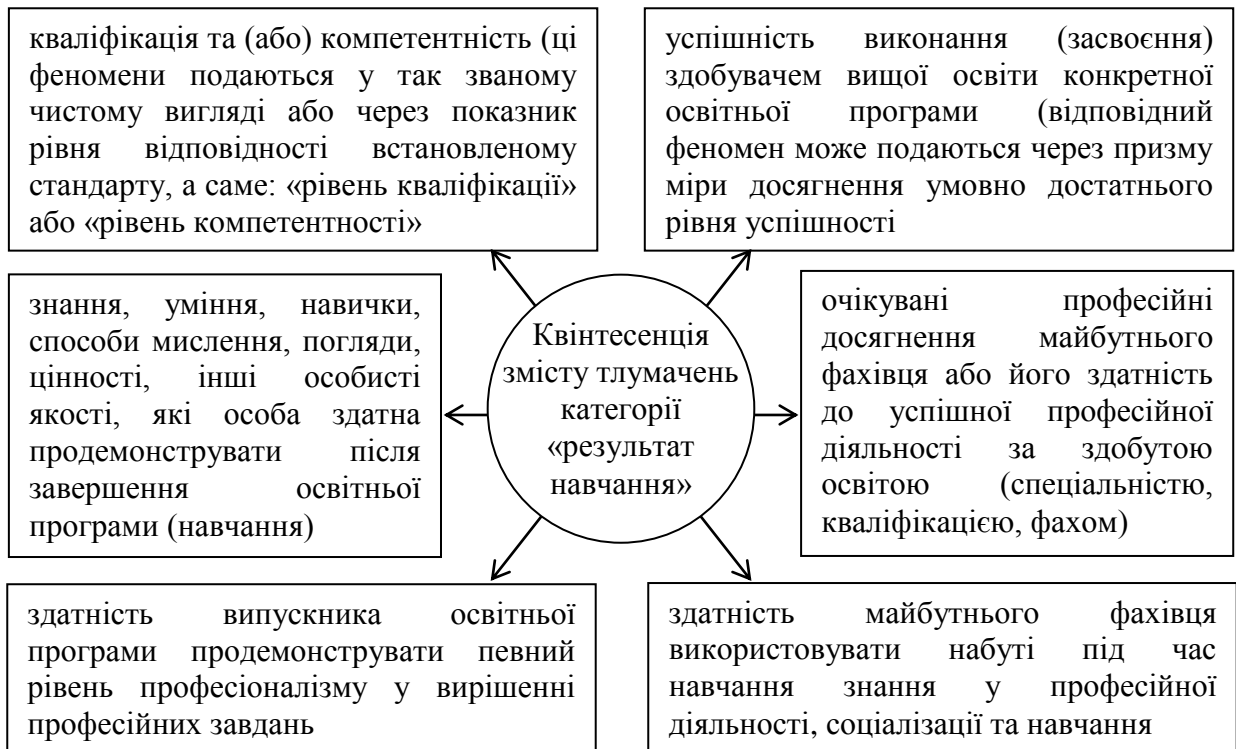 кваліфікація та (або) компетентність (ці
феномени подаються у так званому
чистому вигляді або через показник
рівня відповідності встановленому
стандарту, а саме: «рівень кваліфікації»
або «рівень компетентності»
успішність виконання (засвоєння)
здобувачем вищої освіти конкретної
освітньої програми (відповідний
феномен може подаються через призму
міри досягнення умовно достатнього
рівня успішності
знання, уміння, навички,
способи мислення, погляди,
цінності, інші особисті
якості, які особа здатна
продемонструвати після
завершення освітньої
програми (навчання)
Квінтесенція
змісту тлумачень
категорії
«результат
навчання»
очікувані професійні
досягнення майбутнього
фахівця або його здатність
до успішної професійної
діяльності за здобутою
освітою (спеціальністю,
кваліфікацією, фахом)
здатність випускника освітньої
програми продемонструвати певний
рівень професіоналізму у вирішенні
професійних завдань
здатність майбутнього фахівця
використовувати набуті під час
навчання знання у професійної
діяльності, соціалізації та навчання